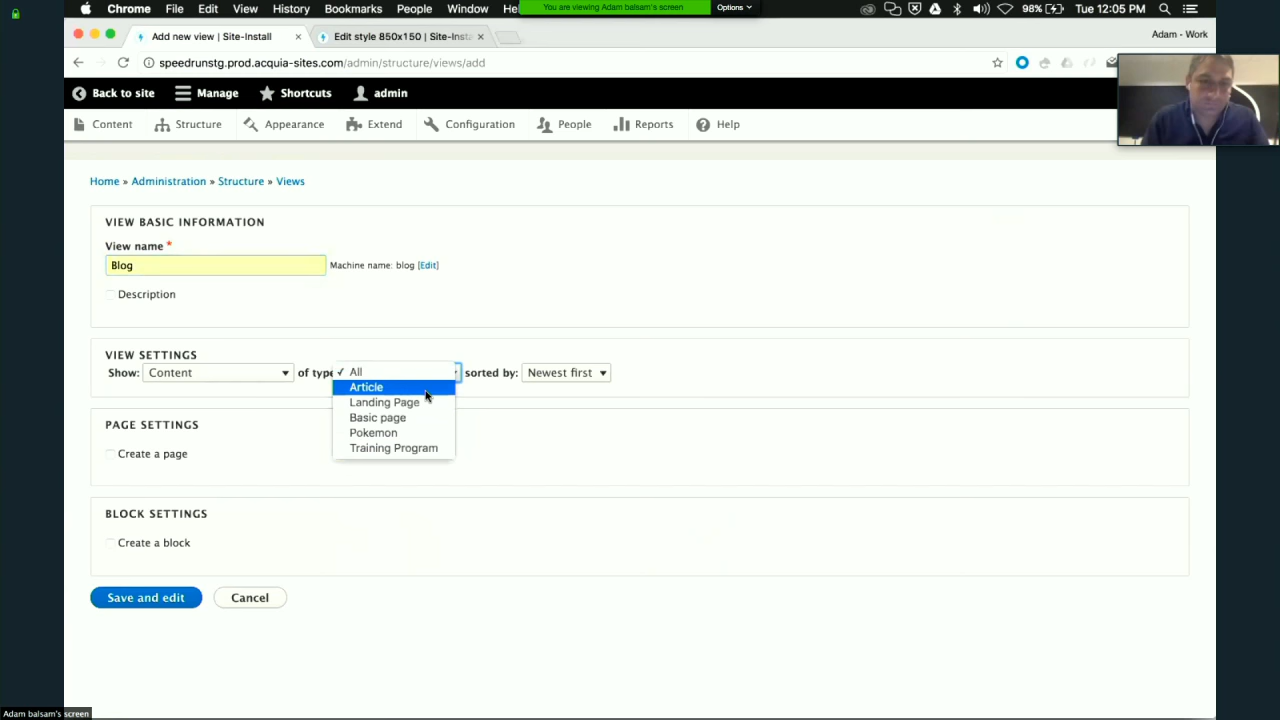 Chrome File Edit View History Bookmarks People Window He
You are viewing Adam balsam's screen Options
98% Tue 12:05 PM
Add new view | Site-Install
Edit style 850x150 | Site-Insta
Adam - Work
speedrunstg.prod.acquia-sites.com/admin/structure/views/add
Back to site Manage Shortcuts admin
Content Structure Appearance Extend Configuration People Reports Help
Home » Administration » Structure » Views
VIEW BASIC INFORMATION
View name *
Blog Machine name: blog [Edit]
Description
VIEW SETTINGS
Show: Content of type All sorted by: Newest first
Article
Landing Page
Basic page
Pokemon
Training Program
PAGE SETTINGS
Create a page
BLOCK SETTINGS
Create a block
Save and edit Cancel
Adam balsam's screen